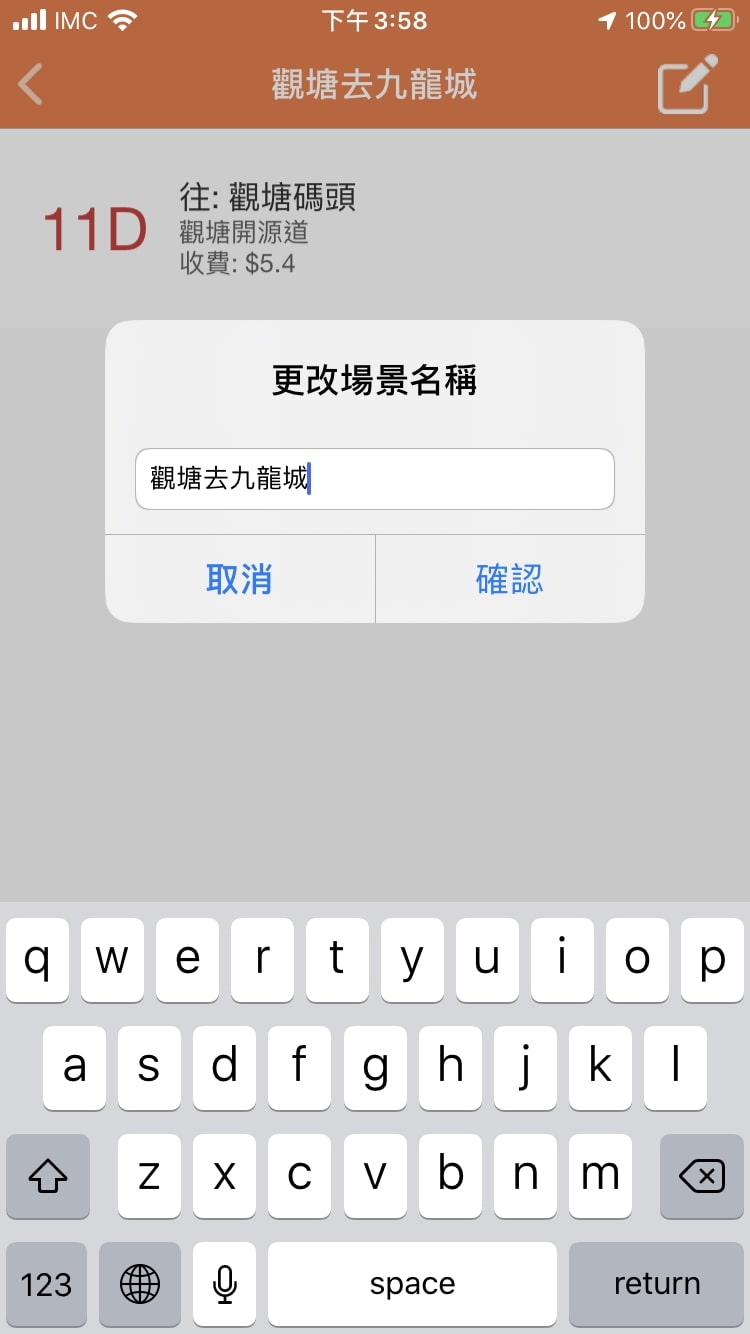 IMC 下午3:58 100%
觀塘去九龍城
11D
往: 觀塘碼頭
觀塘開源道
收費: $5.4
更改場景名稱
觀塘去九龍城
取消 確認
q w e r t y u i o p
a s d f g h j k l
z x c v b n m
123 space return